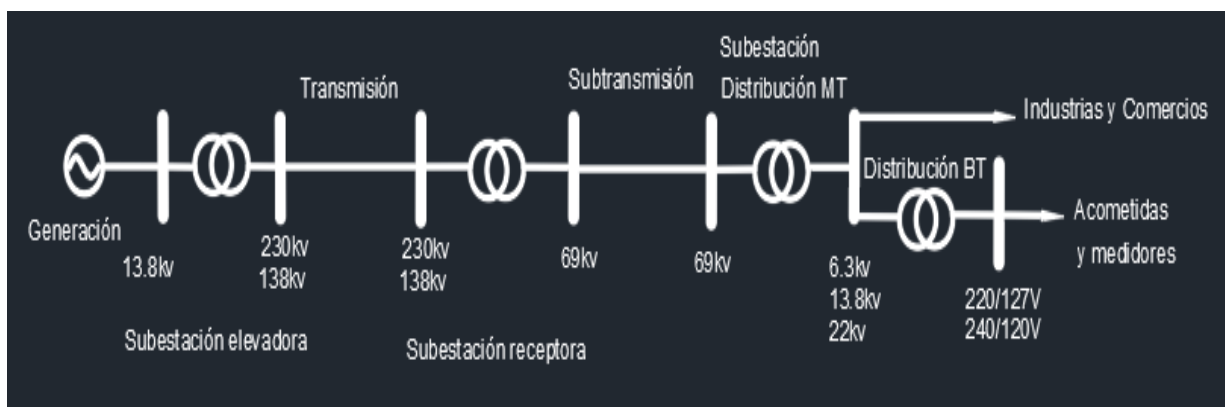 Subestación
Distribución MT
Transmisión
Subtransmisión
Industrias y Comercios
Distribución BT
Generación
Acometidas
y medidores
13.8kv
230kv
138kv
230kv
138kv
69kv
69kv
6.3kv
13.8kv
22kv
220/127V
240/120V
Subestación elevadora
Subestación receptora